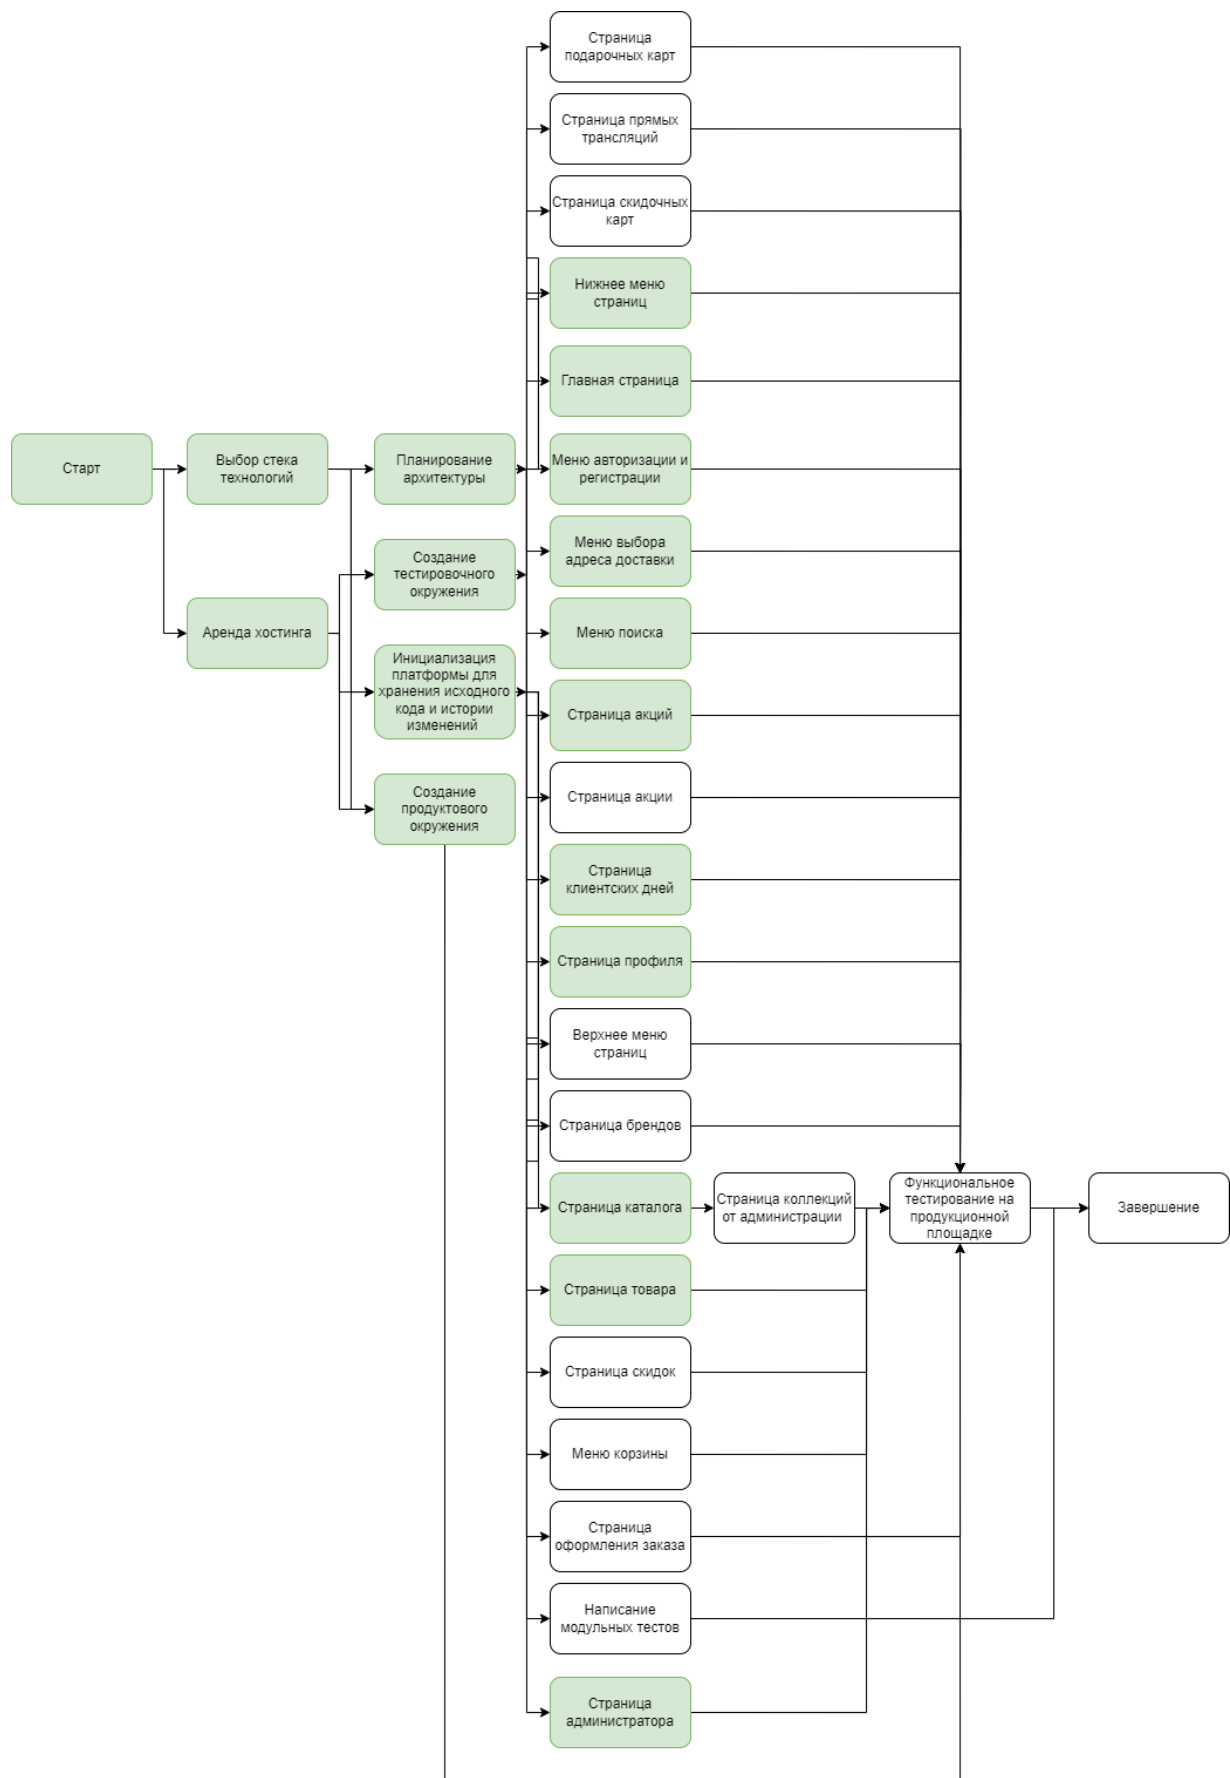 Страница
подарочных карт
Страница прямых
трансляций
Страница скидочных
карт
Нижнее меню
страниц
Главная страница
Старт
Выбор стека
технологий
Планирование
архитектуры
Меню авторизации и
регистрации
Создание
тестировочного
окружения
Меню выбора
адреса доставки
Аренда хостинга
Меню поиска
Инициализация
платформы для
хранения исходного
кода и истории
изменений
Страница акций
Создание
продуктового
окружения
Страница акции
Страница
клиентских дней
Страница профиля
Верхнее меню
страниц
Страница брендов
Страница каталога
Страница коллекций
от администрации
Функциональное
тестирование на
продукционной
площадке
Завершение
Страница товара
Страница скидок
Меню корзины
Страница
оформления заказа
Написание
модульных тестов
Страница
администратора